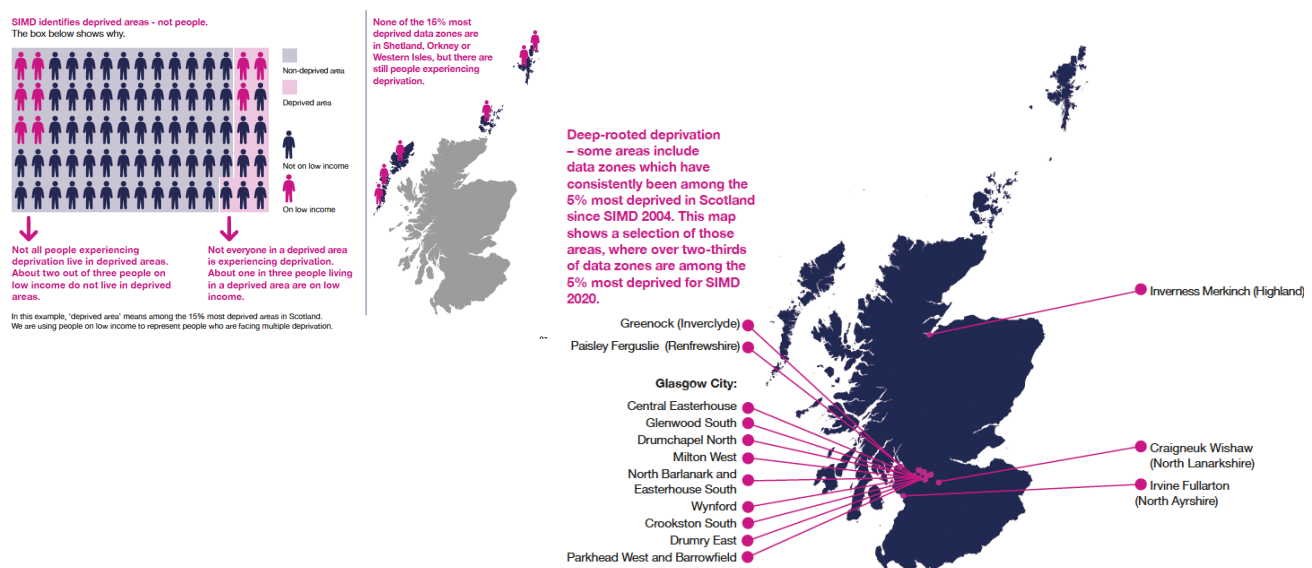 SIMD identifies deprived areas - not people.
The box below shows why.
Non-deprived area
Deprived area
Not on low income
On low income
Not all people experiencing
deprivation live in deprived areas.
About two out of three people on
low income do not live in deprived
areas.
Not everyone in a deprived area
is experiencing deprivation.
About one in three people living
in a deprived area are on low
income.
In this example, 'deprived area' means among the 15% most deprived areas in Scotland.
We are using people on low income to represent people who are facing multiple deprivation.
None of the 15% most
deprived data zones are
in Shetland, Orkney or
Western Isles, but there are
still people experiencing
deprivation.
Deep-rooted deprivation
– some areas include
data zones which have
consistently been among the
5% most deprived in Scotland
since SIMD 2004. This map
shows a selection of those
areas, where over two-thirds
of data zones are among the
5% most deprived for SIMD
2020.
Greenock (Inverclyde)
Paisley Ferguslie (Renfrewshire)
Glasgow City:
Central Easterhouse
Glenwood South
Drumchapel North
Milton West
North Barlanark and
Easterhouse South
Wynford
Crookston South
Drumry East
Parkhead West and Barrowfield
Inverness Merkinch (Highland)
Craigneuk Wishaw
(North Lanarkshire)
Irvine Fullarton
(North Ayrshire)